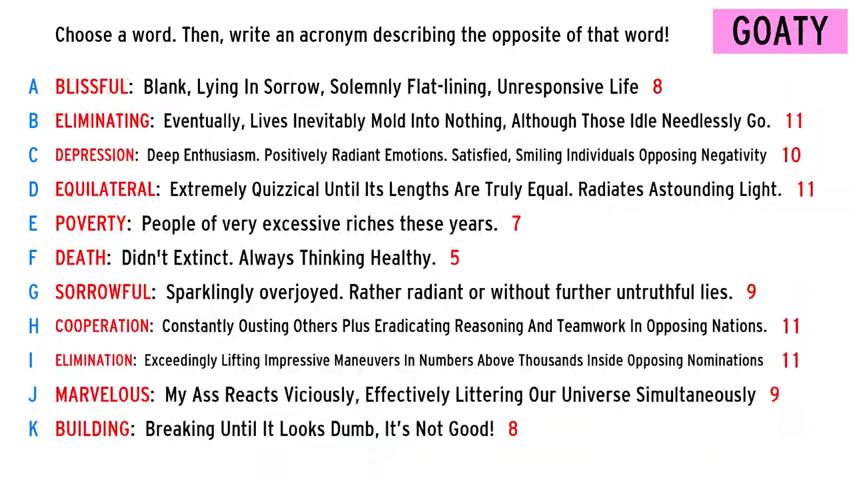 Choose a word. Then, write an acronym describing the opposite of that word!
GOATY
A BLISSFUL: Blank, Lying In Sorrow, Solemnly Flat-lining, Unresponsive Life 8
B ELIMINATING: Eventually, Lives Inevitably Mold Into Nothing, Although Those Idle Needlessly Go. 11
C DEPRESSION: Deep Enthusiasm. Positively Radiant Emotions. Satisfied, Smiling Individuals Opposing Negativity 10
D EQUILATERAL: Extremely Quizzical Until Its Lengths Are Truly Equal. Radiates Astounding Light. 11
E POVERTY: People of very excessive riches these years. 7
F DEATH: Didn't Extinct. Always Thinking Healthy. 5
G SORROWFUL: Sparklingly overjoyed. Rather radiant or without further untruthful lies. 9
H COOPERATION: Constantly Ousting Others Plus Eradicating Reasoning And Teamwork In Opposing Nations. 11
I ELIMINATION: Exceedingly Lifting Impressive Maneuvers In Numbers Above Thousands Inside Opposing Nominations 11
J MARVELOUS: My Ass Reacts Viciously, Effectively Littering Our Universe Simultaneously 9
K BUILDING: Breaking Until It Looks Dumb, It's Not Good! 8